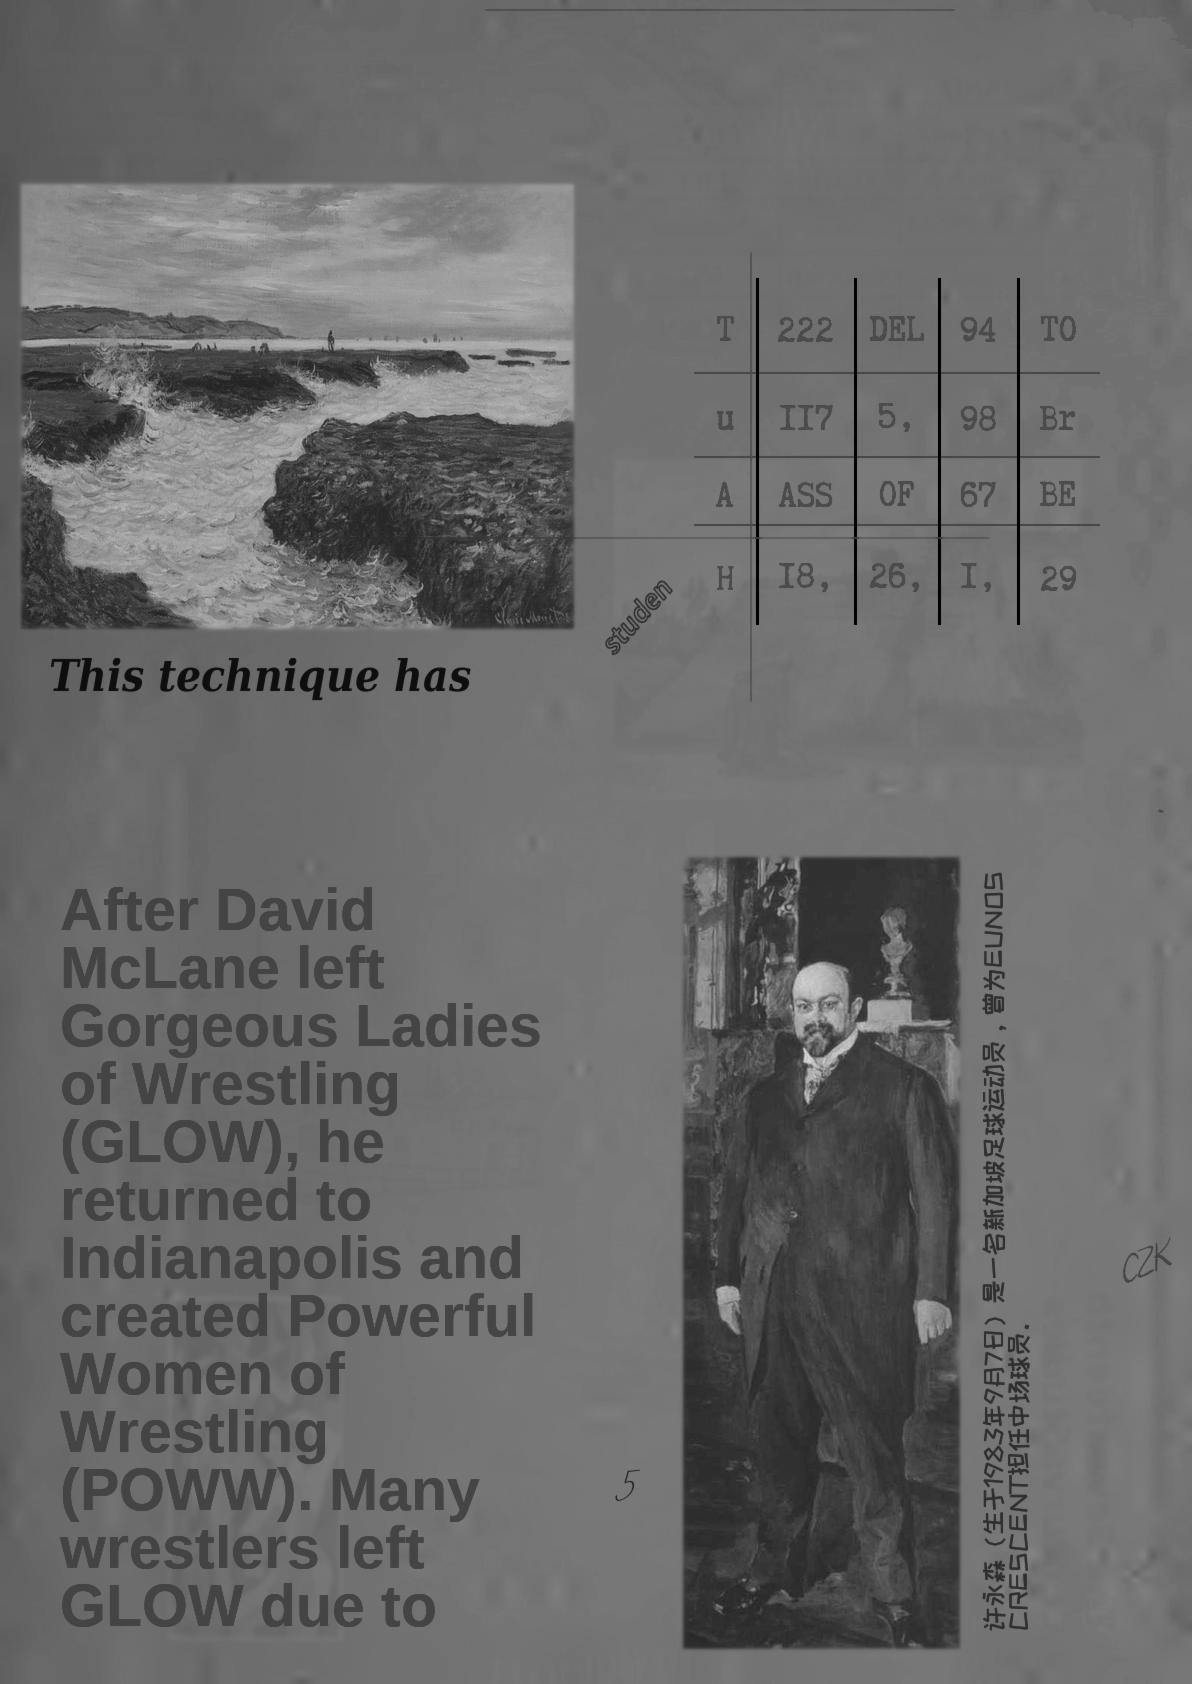 T 222 DEL 94 TO
u II7 5, 98 Br
A ASS OF 67 BE
H I8, 26, I, 29
studen
This technique has
After David
McLane left
Gorgeous Ladies
of Wrestling
(GLOW), he
returned to
Indianapolis and
created Powerful
Women of
Wrestling
(POWW). Many
wrestlers left
GLOW due to
5
许永森（生于1983年9月7日）是一名新加坡足球运动员，曾为EUNOS
CRESCENT担任中场球员.
CZK